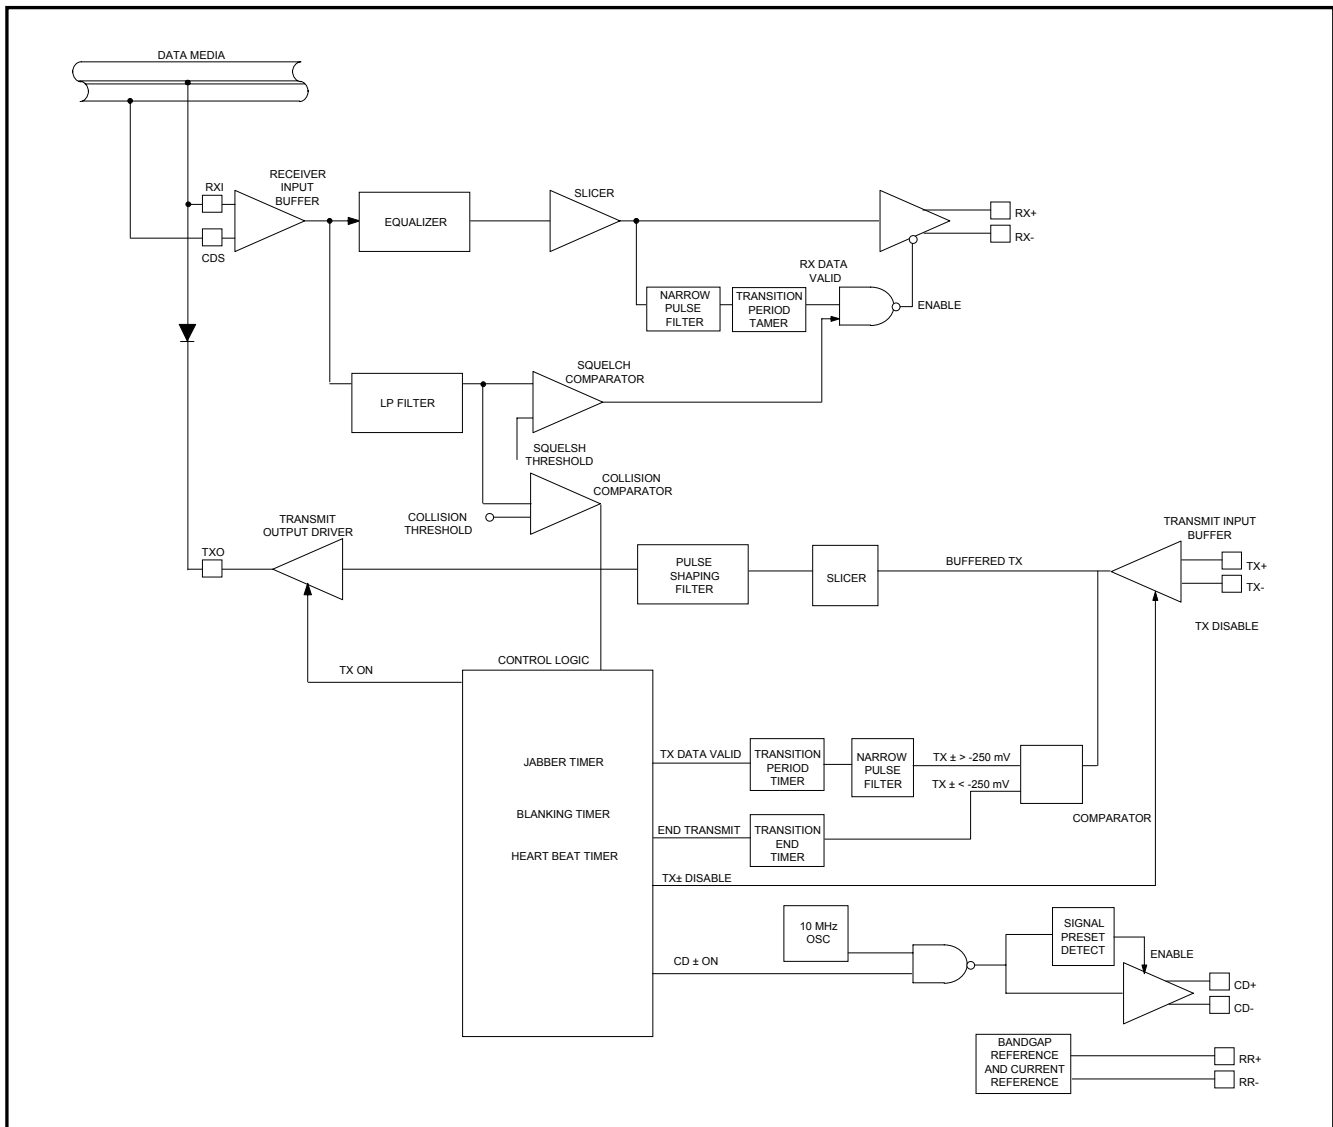 DATA MEDIA
RXI
CDS
RECEIVER
INPUT
BUFFER
EQUALIZER
SLICER
RX+
RX-
RX DATA
VALID
NARROW
PULSE
FILTER
TRANSITION
PERIOD
TAMER
ENABLE
LP FILTER
SQUELCH
COMPARATOR
SQUELSH
THRESHOLD
COLLISION
COMPARATOR
COLLISION
THRESHOLD
TRANSMIT
OUTPUT DRIVER
TXO
PULSE
SHAPING
FILTER
SLICER
BUFFERED TX
TRANSMIT INPUT
BUFFER
TX+
TX-
TX DISABLE
TX ON
CONTROL LOGIC
JABBER TIMER
BLANKING TIMER
HEART BEAT TIMER
TX DATA VALID
TRANSITION
PERIOD
TIMER
NARROW
PULSE
FILTER
TX ± > -250 mV
TX ± < -250 mV
COMPARATOR
END TRANSMIT
TRANSITION
END
TIMER
TX± DISABLE
10 MHz
OSC
CD ± ON
SIGNAL
PRESET
DETECT
ENABLE
CD+
CD-
BANDGAP
REFERENCE
AND CURRENT
REFERENCE
RR+
RR-